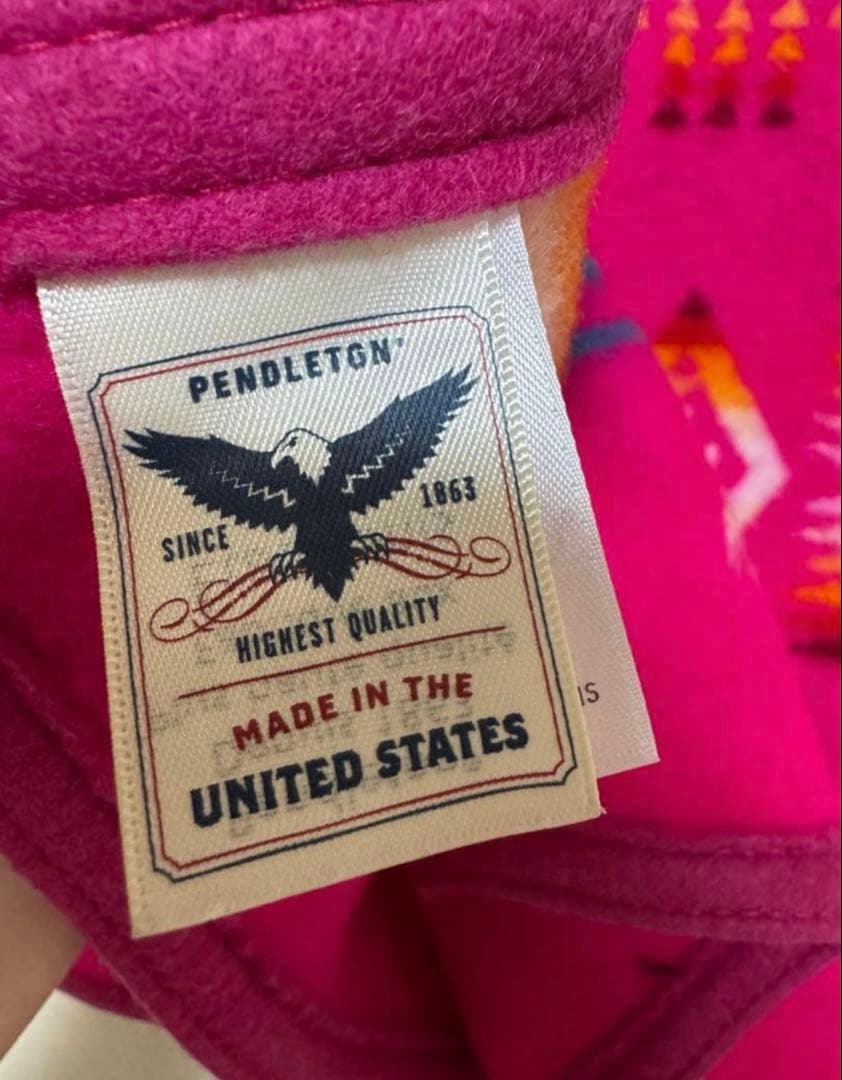 PENDLETON
SINCE 1863
HIGHEST QUALITY
MADE IN THE
UNITED STATES